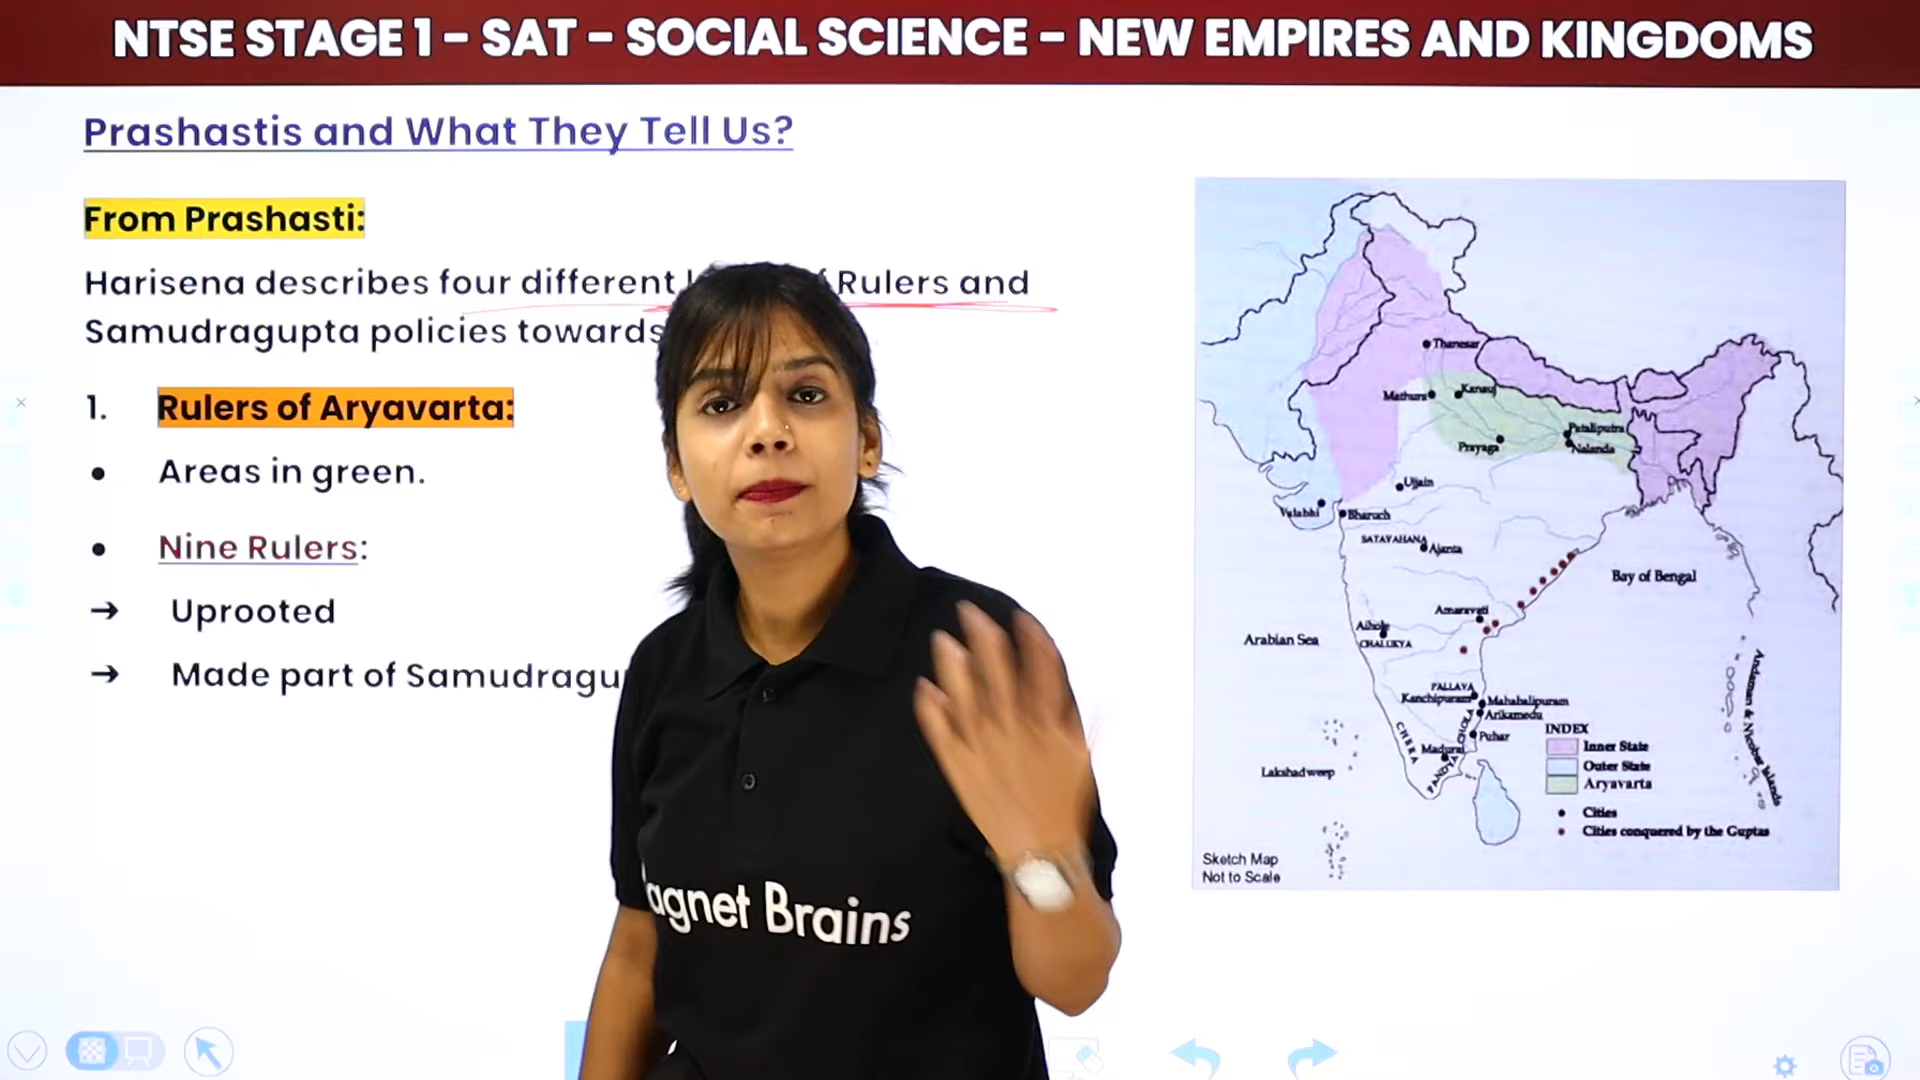 NTSE STAGE 1 - SAT - SOCIAL SCIENCE - NEW EMPIRES AND KINGDOMS
Prashastis and What They Tell Us?
From Prashasti:
Harisena describes four different Rulers and
Samudragupta policies towards
1. Rulers of Aryavarta:
• Areas in green.
• Nine Rulers:
→ Uprooted
→ Made part of Samudragu
Thanesar
Mathura
Kanauj
Prayaga
Pataliputra
Nalanda
Ujjain
Valabhi
Bharuch
SATAVAHANA
Ajanta
Bay of Bengal
Amaravati
Aihole
CHALUKYA
Arabian Sea
PALLAVA
Kanchipuram
Mahabalipuram
Arikamedu
CHOLA
Puhar
CHERA
Madurai
PANDYA
Lakshadweep
Andaman & Nicobar Islands
INDEX
Inner State
Outer State
Aryavarta
Cities
Cities conquered by the Guptas
Sketch Map
Not to Scale
agnet Brains